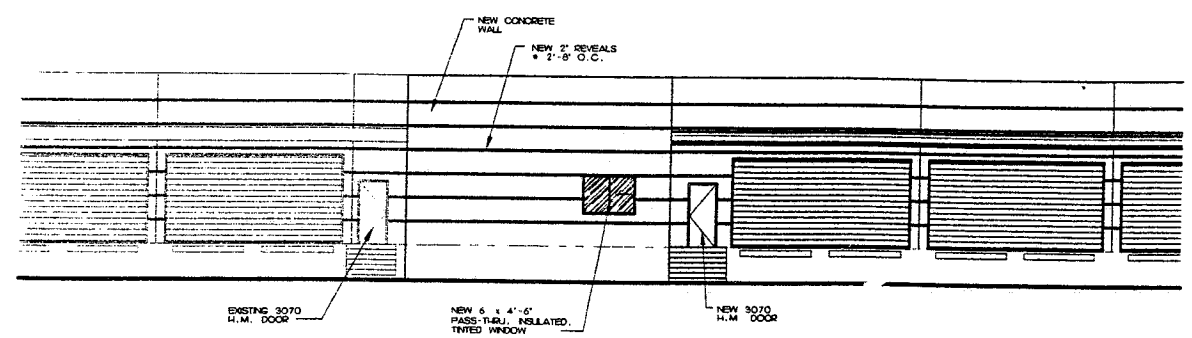 NEW CONCRETE
WALL
NEW 2" REVEALS
@ 2'-8" O.C.
EXISTING 3070
H.M. DOOR
NEW 6' x 4'-6"
PASS-THRU, INSULATED,
TINTED WINDOW
NEW 3070
H.M DOOR